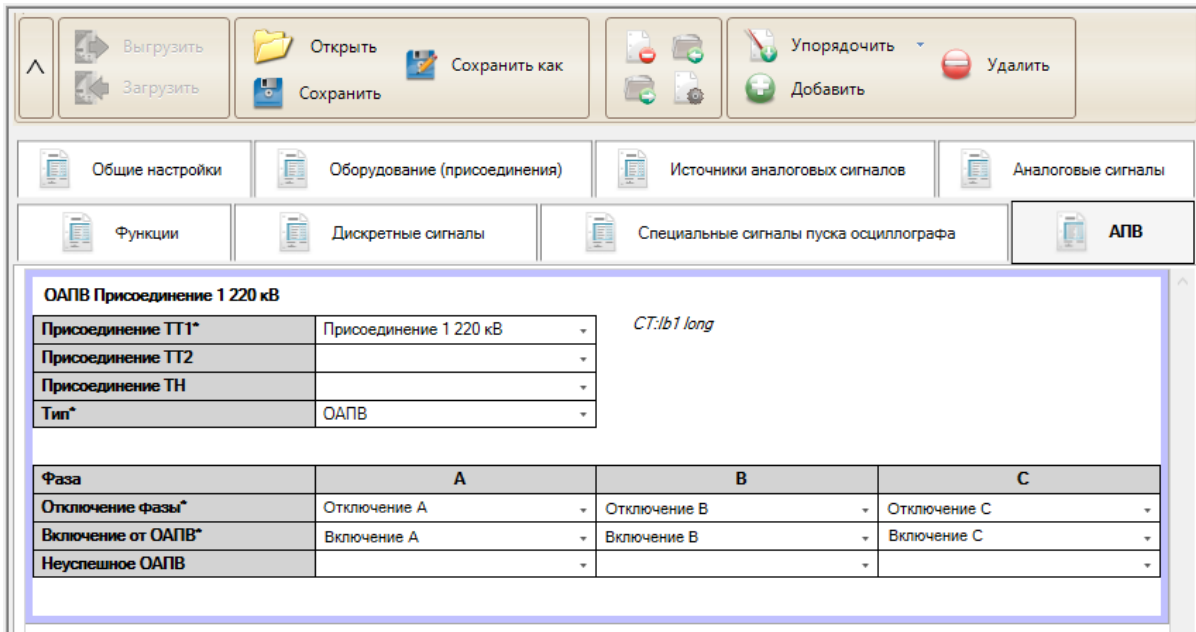 Выгрузить Открыть Сохранить как Упорядочить Удалить
Загрузить Сохранить Добавить
Общие настройки Оборудование (присоединения) Источники аналоговых сигналов Аналоговые сигналы
Функции Дискретные сигналы Специальные сигналы пуска осциллографа АПВ
ОАПВ Присоединение 1 220 кВ
Присоединение ТТ1* Присоединение 1 220 кВ CT:Ib1 long
Присоединение ТТ2
Присоединение ТН
Тип* ОАПВ
Фаза A B C
Отключение фазы* Отключение A Отключение B Отключение C
Включение от ОАПВ* Включение A Включение B Включение C
Неуспешное ОАПВ